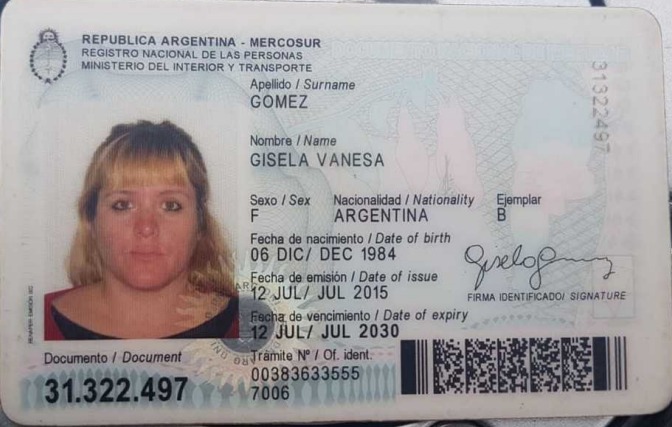 REPUBLICA ARGENTINA - MERCOSUR
REGISTRO NACIONAL DE LAS PERSONAS
MINISTERIO DEL INTERIOR Y TRANSPORTE
Apellido / Surname
GOMEZ
Nombre / Name
GISELA VANESA
Sexo / Sex Nacionalidad / Nationality Ejemplar
F ARGENTINA B
Fecha de nacimiento / Date of birth
06 DIC/ DEC 1984
Fecha de emisión / Date of issue
12 JUL/ JUL 2015
FIRMA IDENTIFICADO/ SIGNATURE
Fecha de vencimiento / Date of expiry
12 JUL/ JUL 2030
Documento / Document
31.322.497
Trámite Nº / Of. ident.
00383633555
7006
31322497